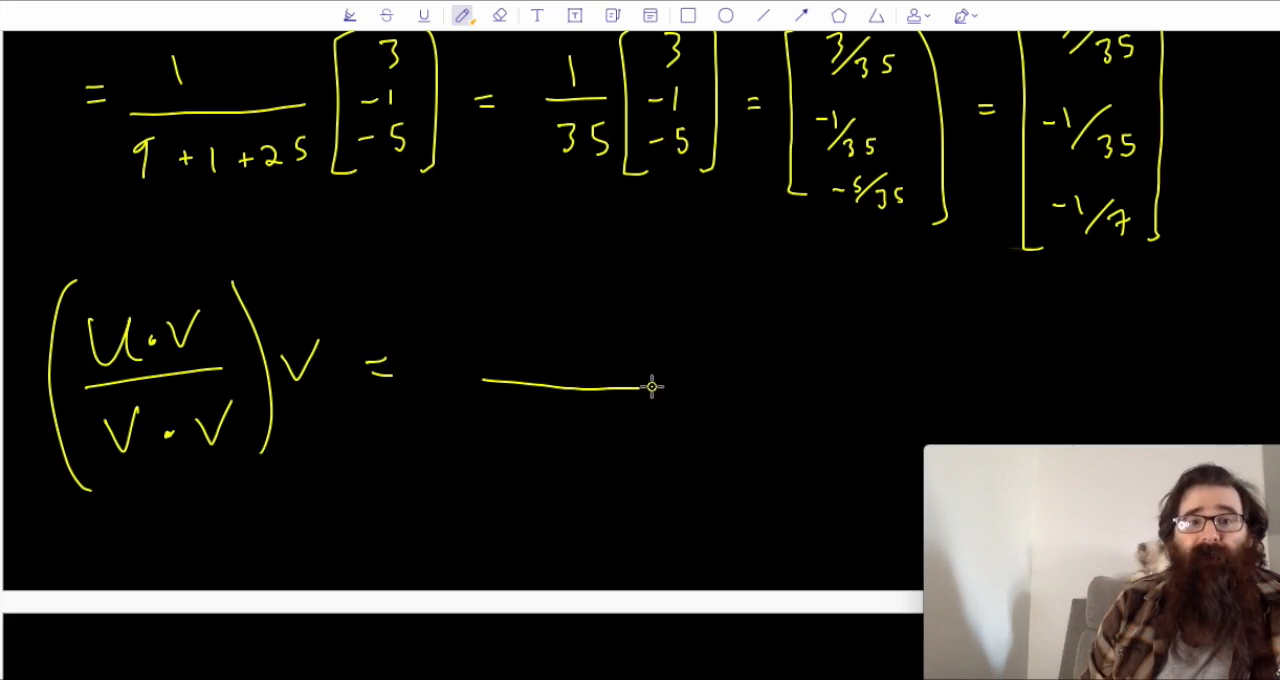 = 1/(9 + 1 + 25) [3 -1 -5] = 1/35 [3 -1 -5] = [3/35 -1/35 -5/35] = [/35 -1/35 -1/7]
(u · v / v · v) v =